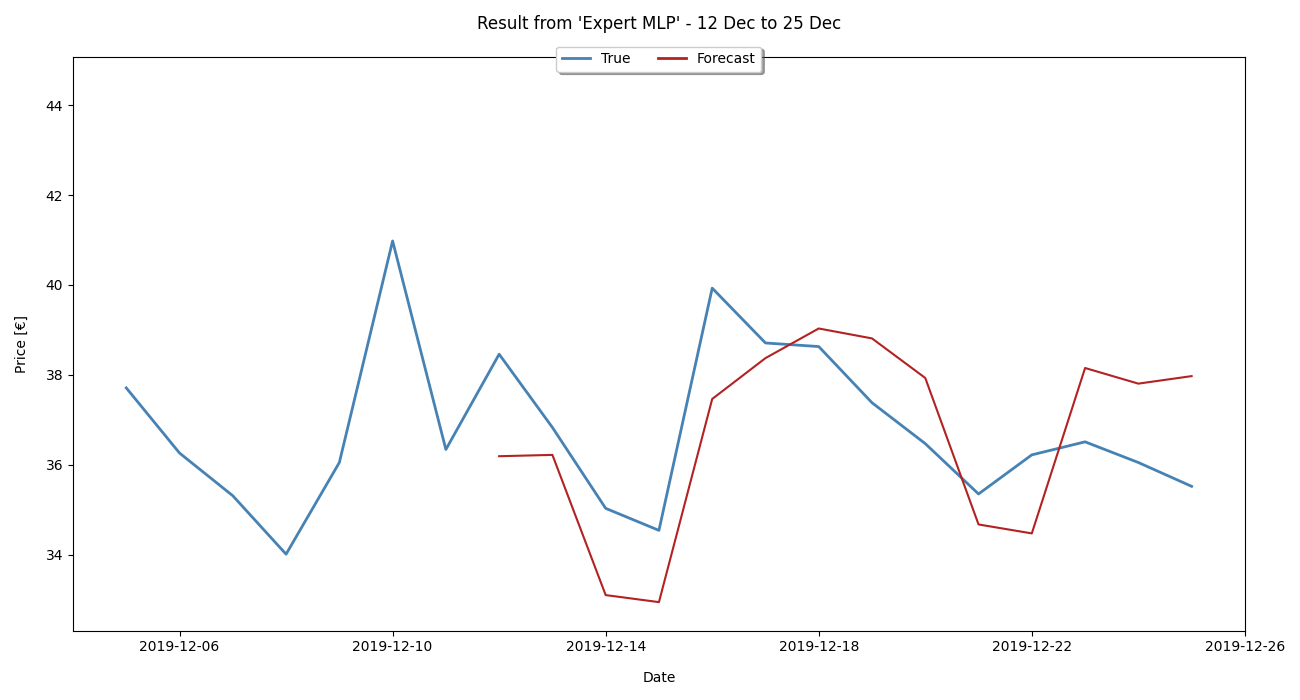 Result from 'Expert MLP' - 12 Dec to 25 Dec
True Forecast
44
42
40
38
36
34
Price [€]
2019-12-06 2019-12-10 2019-12-14 2019-12-18 2019-12-22 2019-12-26
Date